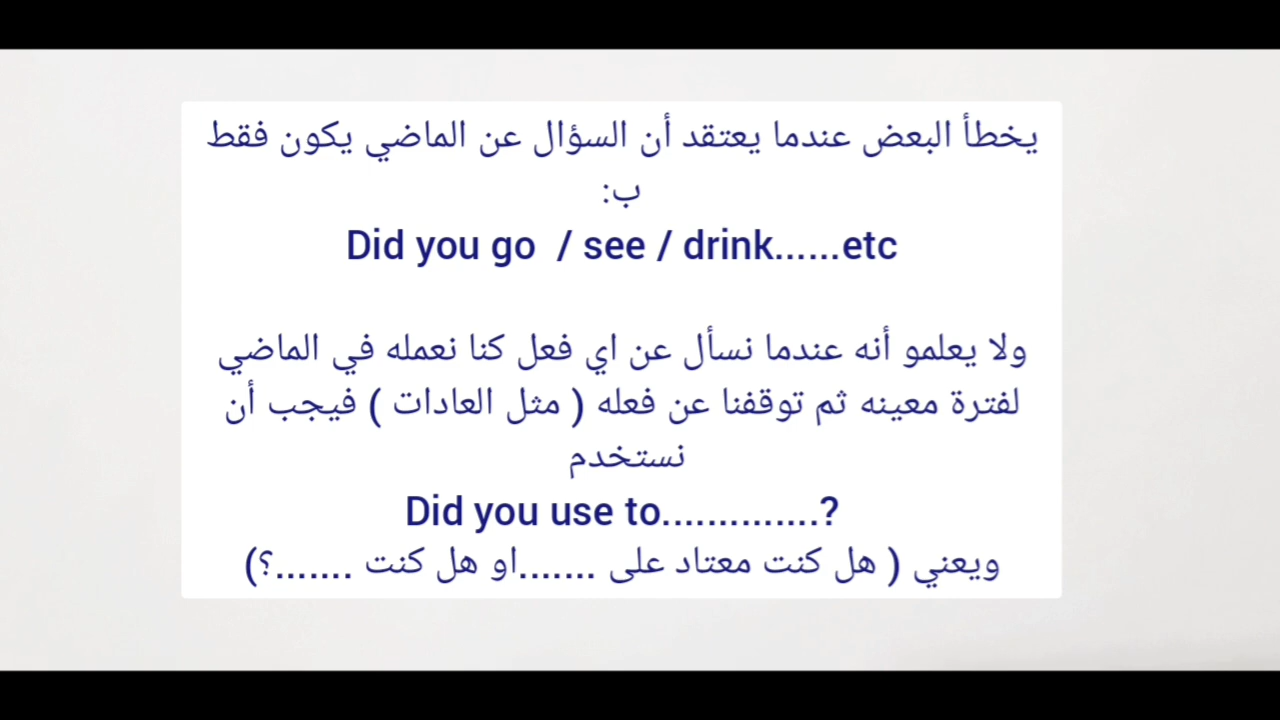 يخطأ البعض عندما يعتقد أن السؤال عن الماضي يكون فقط
ب:
Did you go / see / drink......etc
ولا يعلمو أنه عندما نسأل عن اي فعل كنا نعمله في الماضي
لفترة معينه ثم توقفنا عن فعله ( مثل العادات ) فيجب أن
نستخدم
Did you use to..............?
ويعني ( هل كنت معتاد على .......او هل كنت .......؟)